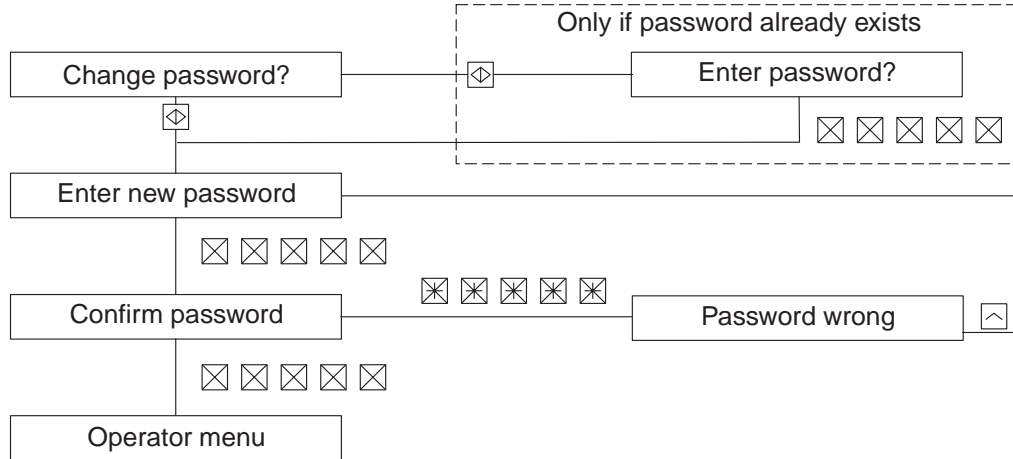 Only if password already exists
Change password?
Enter password?
Enter new password
Confirm password
Password wrong
Operator menu